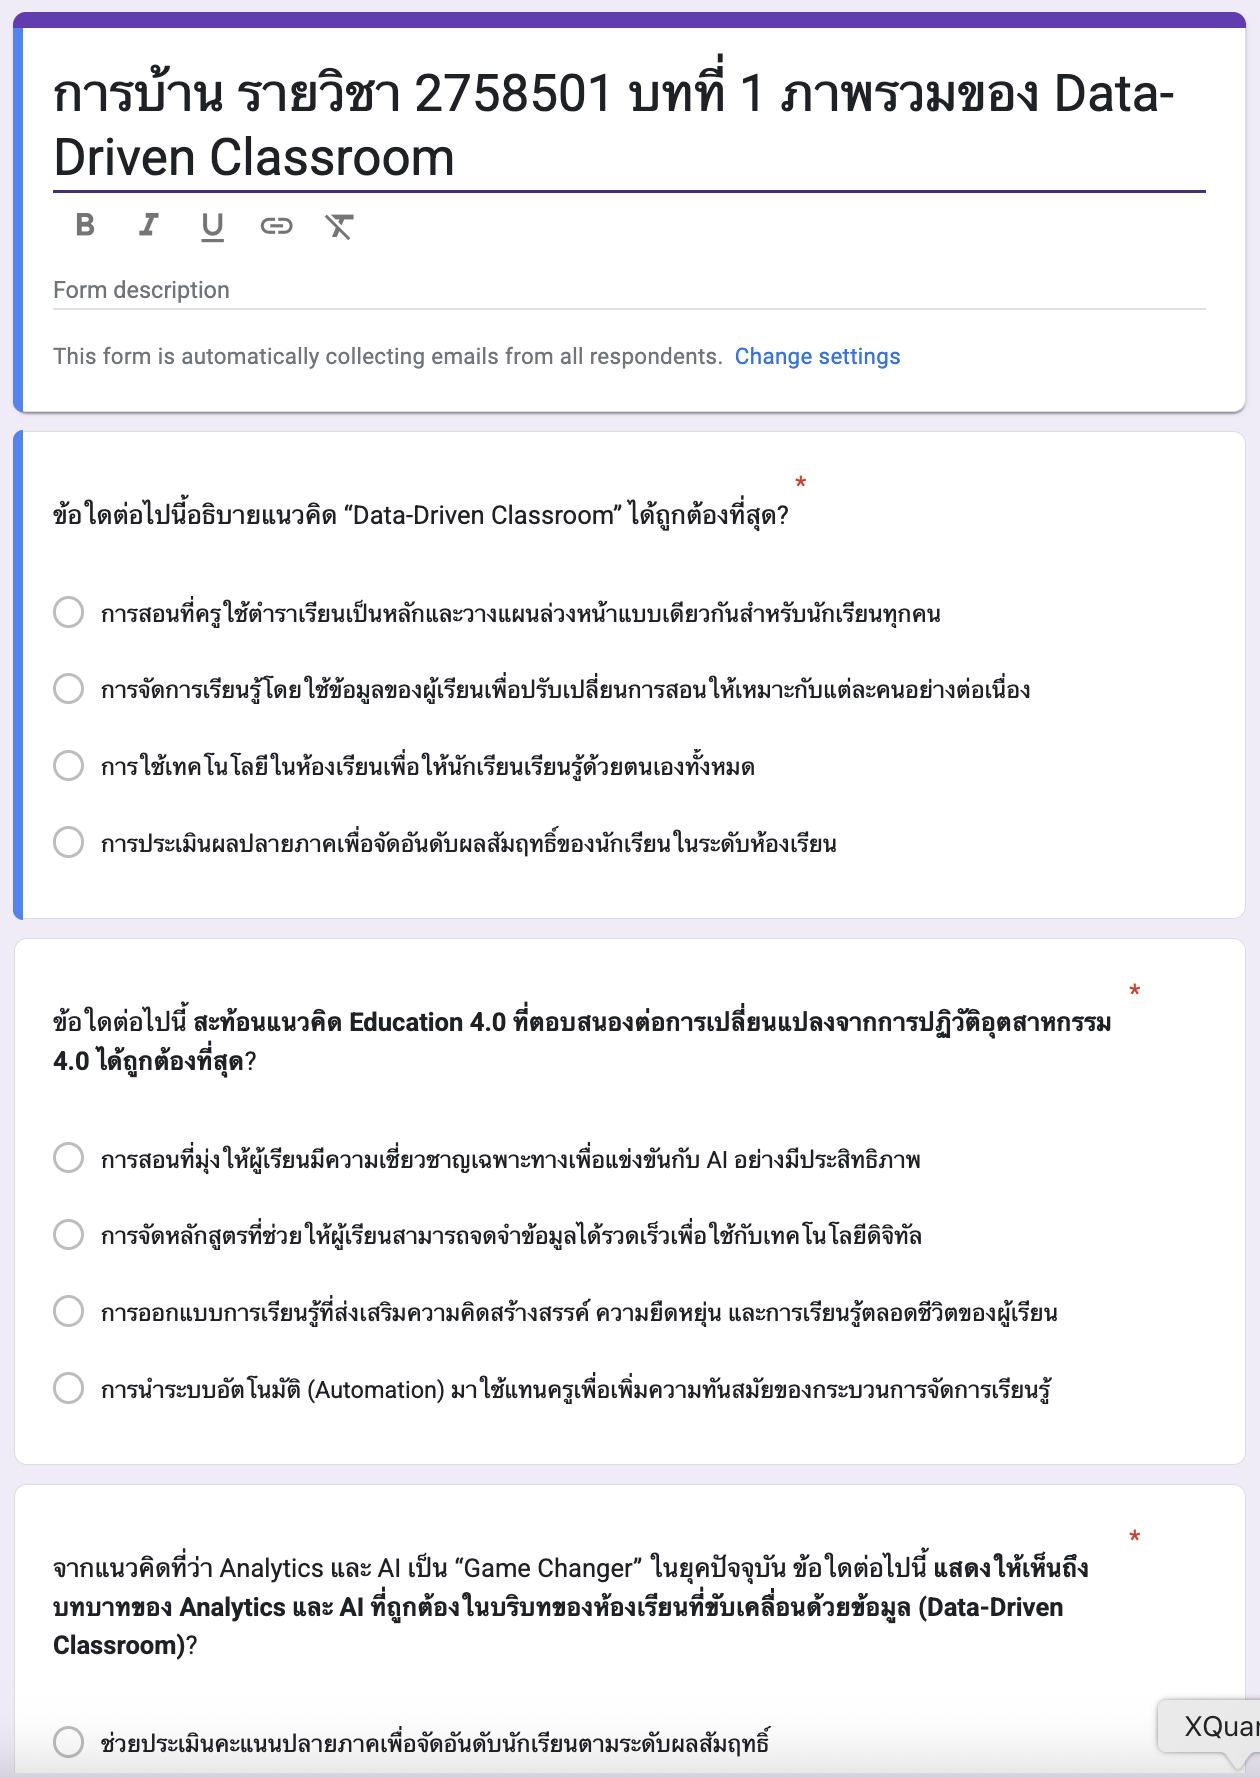 การบ้าน รายวิชา 2758501 บทที่ 1 ภาพรวมของ Data-
Driven Classroom
B I U
Form description
This form is automatically collecting emails from all respondents. Change settings
*
ข้อใดต่อไปนี้อธิบายแนวคิด “Data-Driven Classroom” ได้ถูกต้องที่สุด?
การสอนที่ครูใช้ตำราเรียนเป็นหลักและวางแผนล่วงหน้าแบบเดียวกันสำหรับนักเรียนทุกคน
การจัดการเรียนรู้โดยใช้ข้อมูลของผู้เรียนเพื่อปรับเปลี่ยนการสอนให้เหมาะกับแต่ละคนอย่างต่อเนื่อง
การใช้เทคโนโลยีในห้องเรียนเพื่อให้นักเรียนเรียนรู้ด้วยตนเองทั้งหมด
การประเมินผลปลายภาคเพื่อจัดอันดับผลสัมฤทธิ์ของนักเรียนในระดับห้องเรียน
*
ข้อใดต่อไปนี้ สะท้อนแนวคิด Education 4.0 ที่ตอบสนองต่อการเปลี่ยนแปลงจากการปฏิวัติอุตสาหกรรม
4.0 ได้ถูกต้องที่สุด?
การสอนที่มุ่งให้ผู้เรียนมีความเชี่ยวชาญเฉพาะทางเพื่อแข่งขันกับ AI อย่างมีประสิทธิภาพ
การจัดหลักสูตรที่ช่วยให้ผู้เรียนสามารถจดจำข้อมูลได้รวดเร็วเพื่อใช้กับเทคโนโลยีดิจิทัล
การออกแบบการเรียนรู้ที่ส่งเสริมความคิดสร้างสรรค์ ความยืดหยุ่น และการเรียนรู้ตลอดชีวิตของผู้เรียน
การนำระบบอัตโนมัติ (Automation) มาใช้แทนครูเพื่อเพิ่มความทันสมัยของกระบวนการจัดการเรียนรู้
*
จากแนวคิดที่ว่า Analytics และ AI เป็น “Game Changer” ในยุคปัจจุบัน ข้อใดต่อไปนี้ แสดงให้เห็นถึง
บทบาทของ Analytics และ AI ที่ถูกต้องในบริบทของห้องเรียนที่ขับเคลื่อนด้วยข้อมูล (Data-Driven
Classroom)?
ช่วยประเมินคะแนนปลายภาคเพื่อจัดอันดับนักเรียนตามระดับผลสัมฤทธิ์